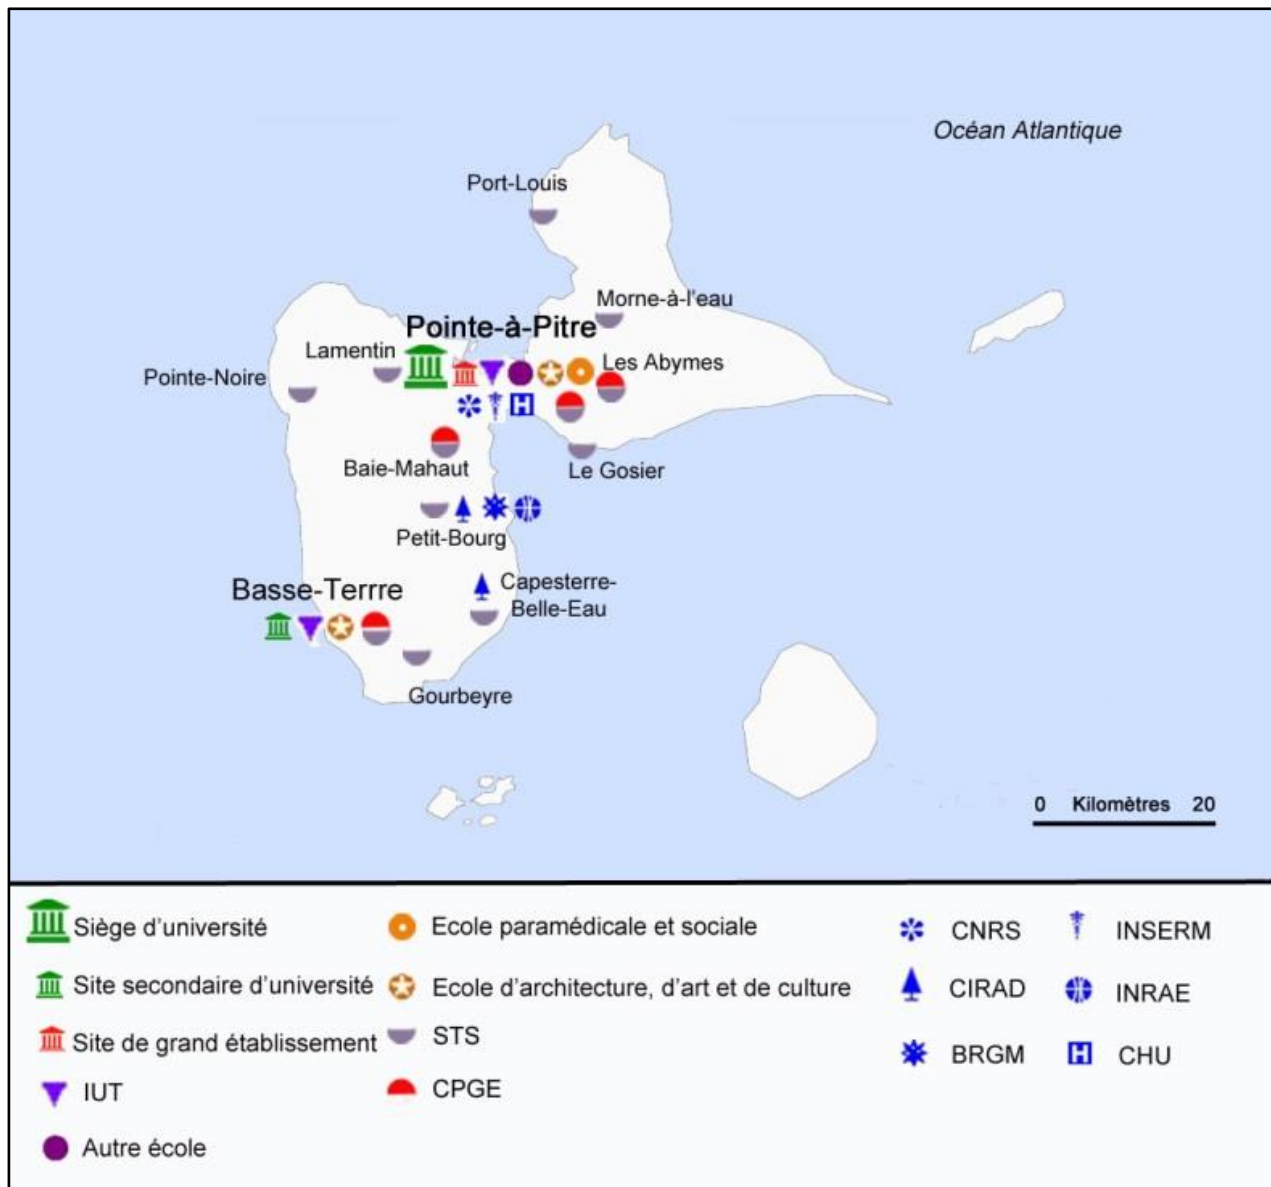 Océan Atlantique
Port-Louis
Morne-à-l'eau
Pointe-à-Pitre
Lamentin
Les Abymes
Pointe-Noire
Baie-Mahaut
Le Gosier
Petit-Bourg
Capesterre-
Belle-Eau
Basse-Terrre
Gourbeyre
0 Kilomètres 20
Siège d'université
Site secondaire d'université
Site de grand établissement
IUT
Autre école
Ecole paramédicale et sociale
Ecole d'architecture, d'art et de culture
STS
CPGE
CNRS
CIRAD
BRGM
INSERM
INRAE
CHU